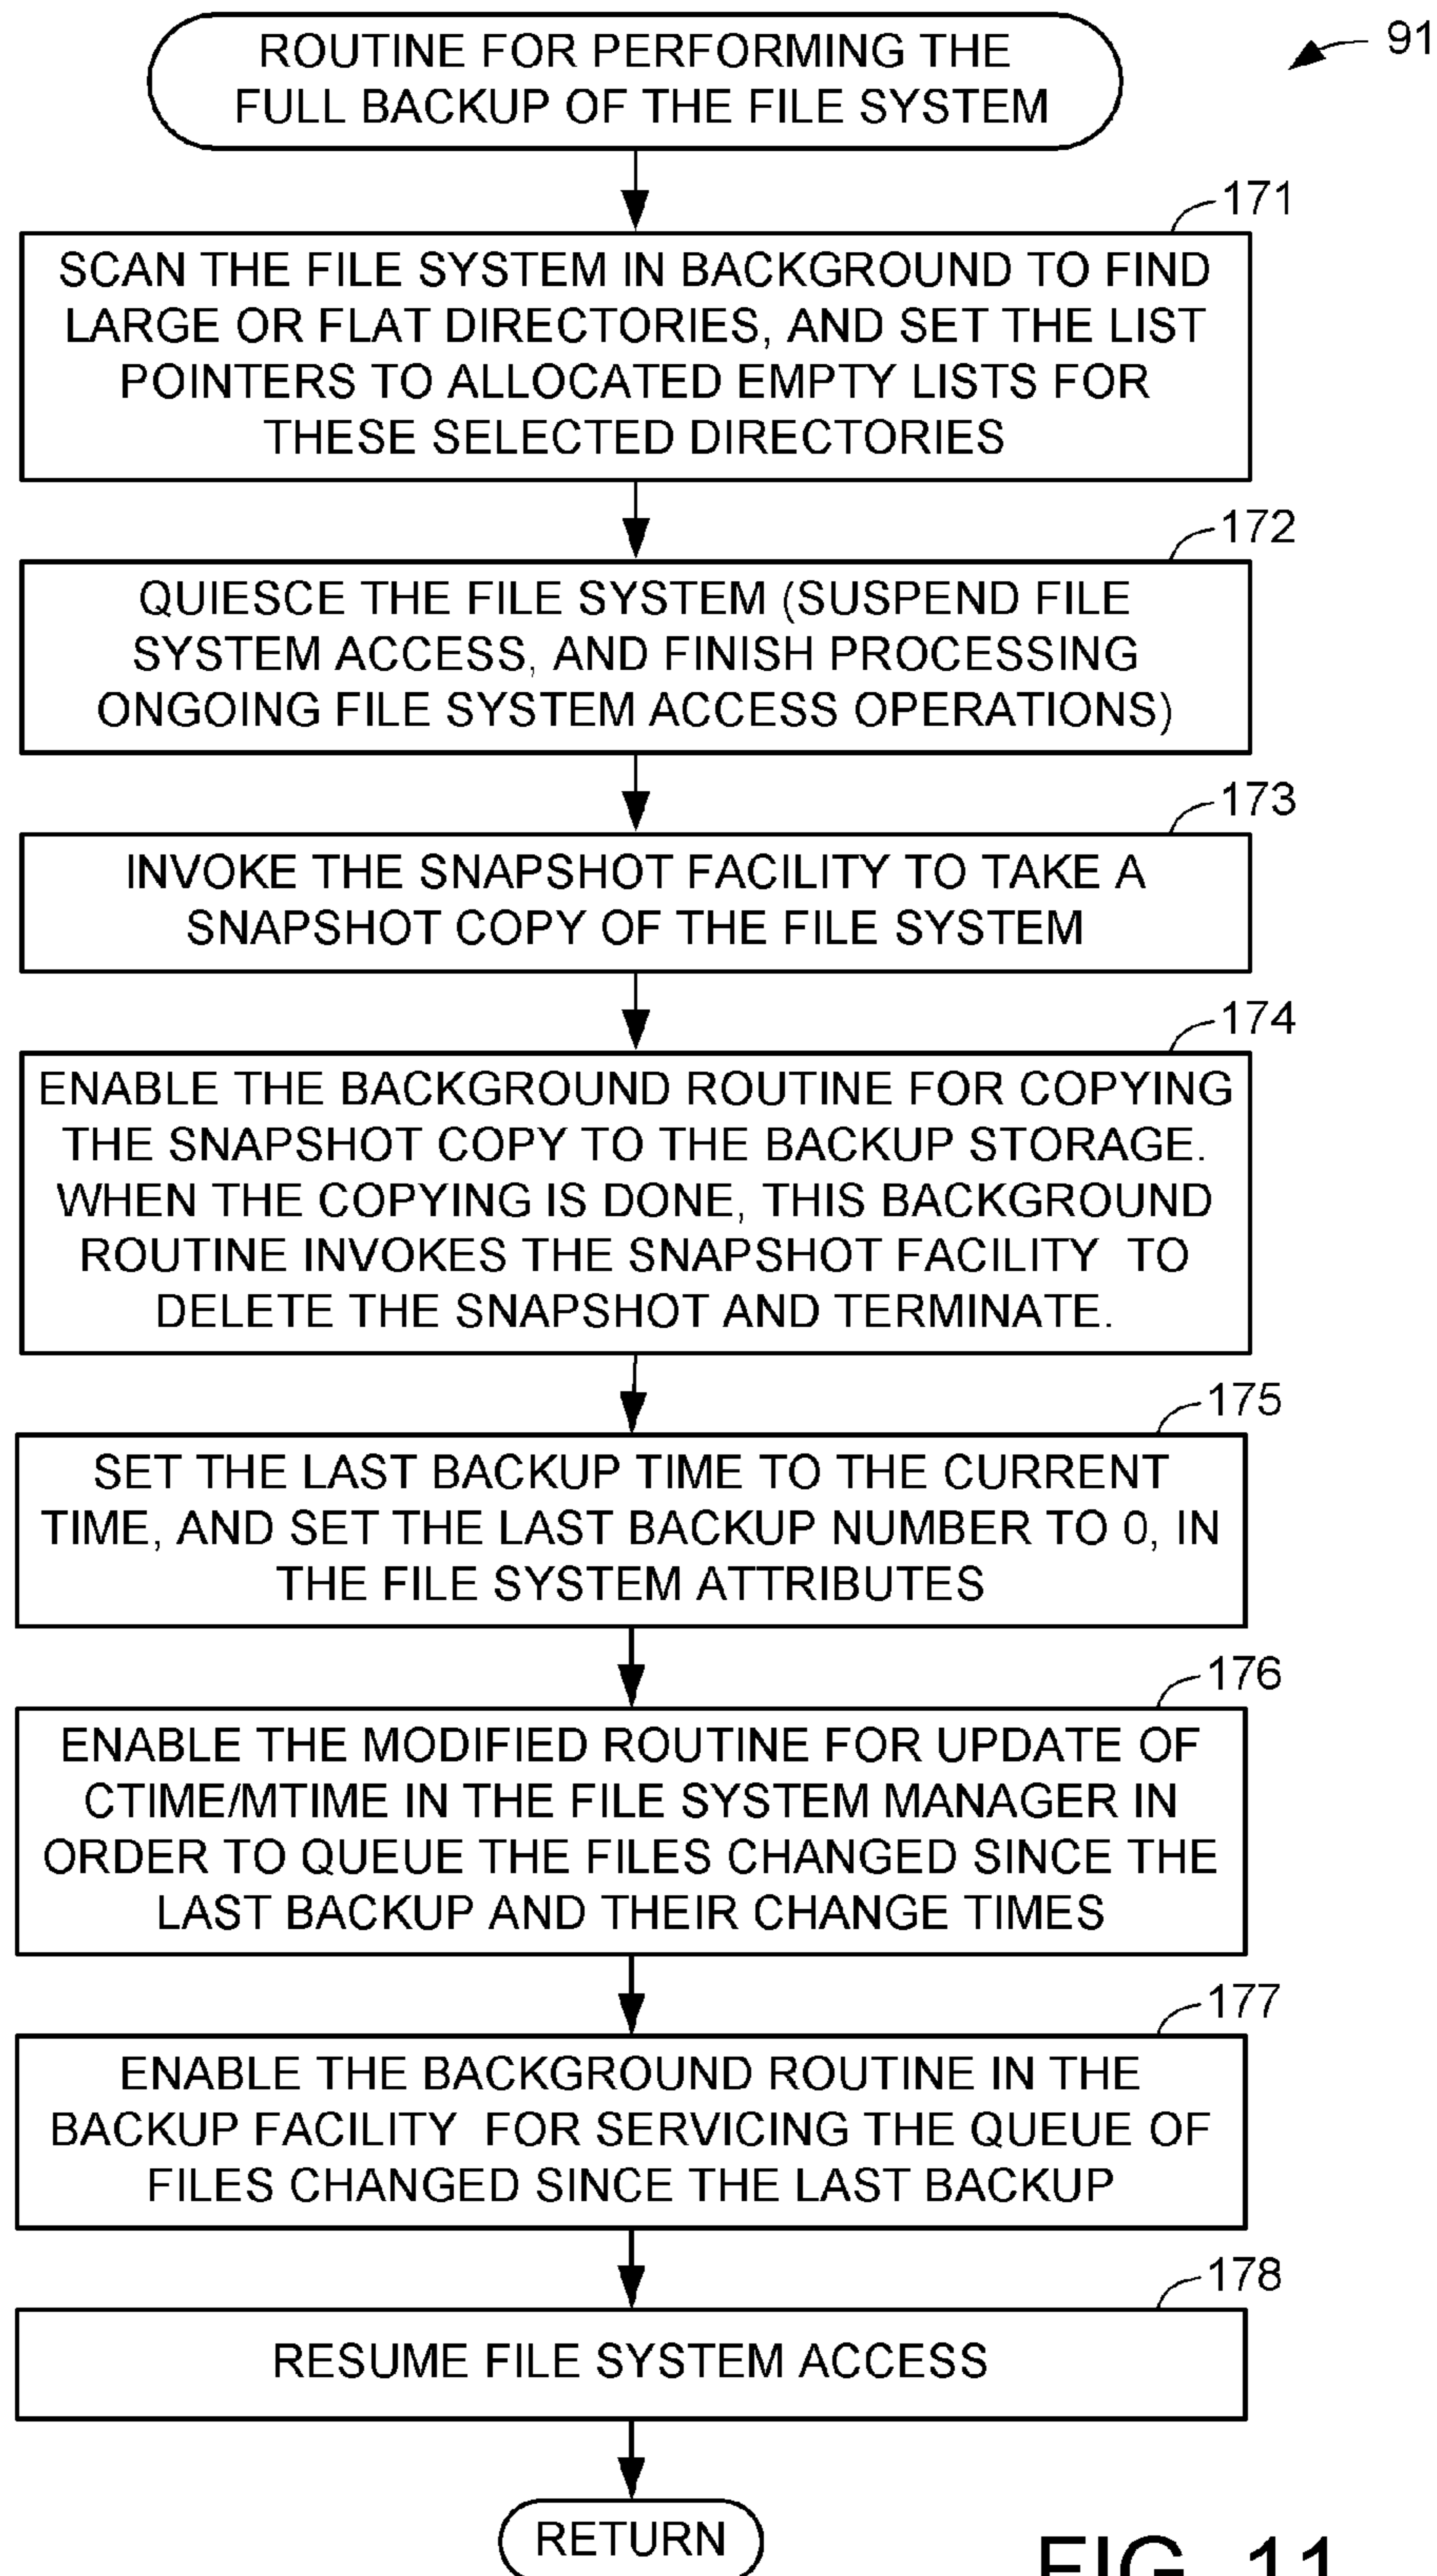 ROUTINE FOR PERFORMING THE
FULL BACKUP OF THE FILE SYSTEM
91
171
SCAN THE FILE SYSTEM IN BACKGROUND TO FIND
LARGE OR FLAT DIRECTORIES, AND SET THE LIST
POINTERS TO ALLOCATED EMPTY LISTS FOR
THESE SELECTED DIRECTORIES
172
QUIESCE THE FILE SYSTEM (SUSPEND FILE
SYSTEM ACCESS, AND FINISH PROCESSING
ONGOING FILE SYSTEM ACCESS OPERATIONS)
173
INVOKE THE SNAPSHOT FACILITY TO TAKE A
SNAPSHOT COPY OF THE FILE SYSTEM
174
ENABLE THE BACKGROUND ROUTINE FOR COPYING
THE SNAPSHOT COPY TO THE BACKUP STORAGE.
WHEN THE COPYING IS DONE, THIS BACKGROUND
ROUTINE INVOKES THE SNAPSHOT FACILITY TO
DELETE THE SNAPSHOT AND TERMINATE.
175
SET THE LAST BACKUP TIME TO THE CURRENT
TIME, AND SET THE LAST BACKUP NUMBER TO 0, IN
THE FILE SYSTEM ATTRIBUTES
176
ENABLE THE MODIFIED ROUTINE FOR UPDATE OF
CTIME/MTIME IN THE FILE SYSTEM MANAGER IN
ORDER TO QUEUE THE FILES CHANGED SINCE THE
LAST BACKUP AND THEIR CHANGE TIMES
177
ENABLE THE BACKGROUND ROUTINE IN THE
BACKUP FACILITY FOR SERVICING THE QUEUE OF
FILES CHANGED SINCE THE LAST BACKUP
178
RESUME FILE SYSTEM ACCESS
RETURN
FIG. 11